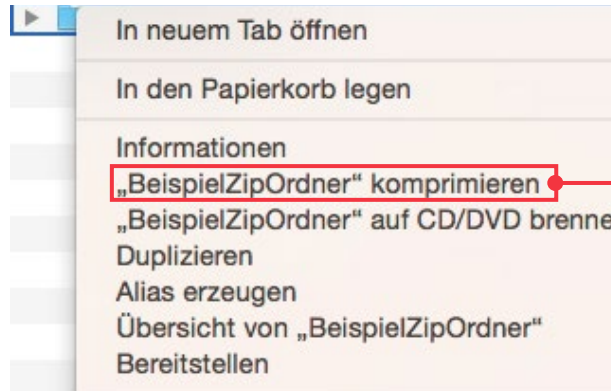 In neuem Tab öffnen
In den Papierkorb legen
Informationen
„BeispielZipOrdner“ komprimieren
„BeispielZipOrdner“ auf CD/DVD brenne
Duplizieren
Alias erzeugen
Übersicht von „BeispielZipOrdner“
Bereitstellen